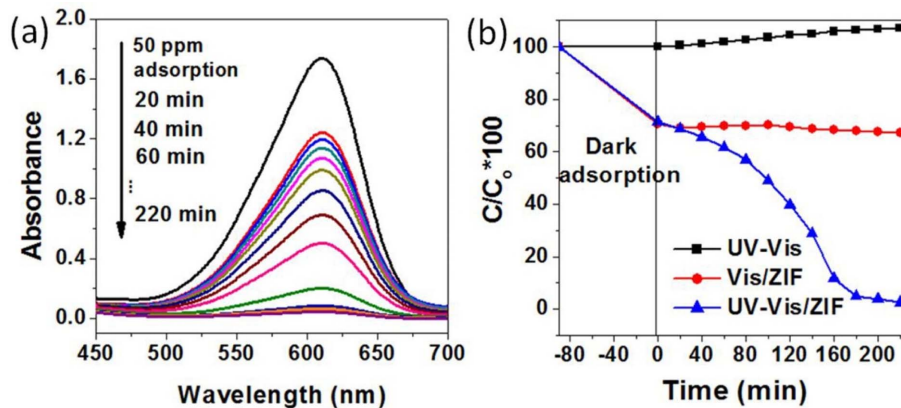 (a)
50 ppm
adsorption
20 min
40 min
60 min
...
220 min
2.0
1.6
1.2
0.8
0.4
0.0
Absorbance
450 500 550 600 650 700
Wavelength (nm)
(b)
100
80
60
40
20
0
C/Co*100
Dark
adsorption
UV-Vis
Vis/ZIF
UV-Vis/ZIF
-80 -40 0 40 80 120 160 200
Time (min)